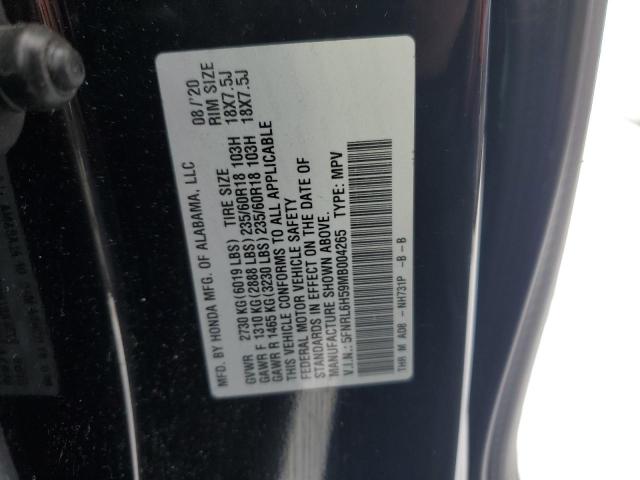 MFD. BY HONDA MFG. OF ALABAMA, LLC 08/'20
GVWR 2730 KG (6019 LBS) TIRE SIZE RIM SIZE
GAWR F 1310 KG (2888 LBS) 235/60R18 103H 18X7.5J
GAWR R 1465 KG (3230 LBS) 235/60R18 103H 18X7.5J
THIS VEHICLE CONFORMS TO ALL APPLICABLE
FEDERAL MOTOR VEHICLE SAFETY
STANDARDS IN EFFECT ON THE DATE OF
MANUFACTURE SHOWN ABOVE.
V.I.N.: 5FNRL6H59MB004265 TYPE: MPV
THR M AD8 -NH731P -B-B